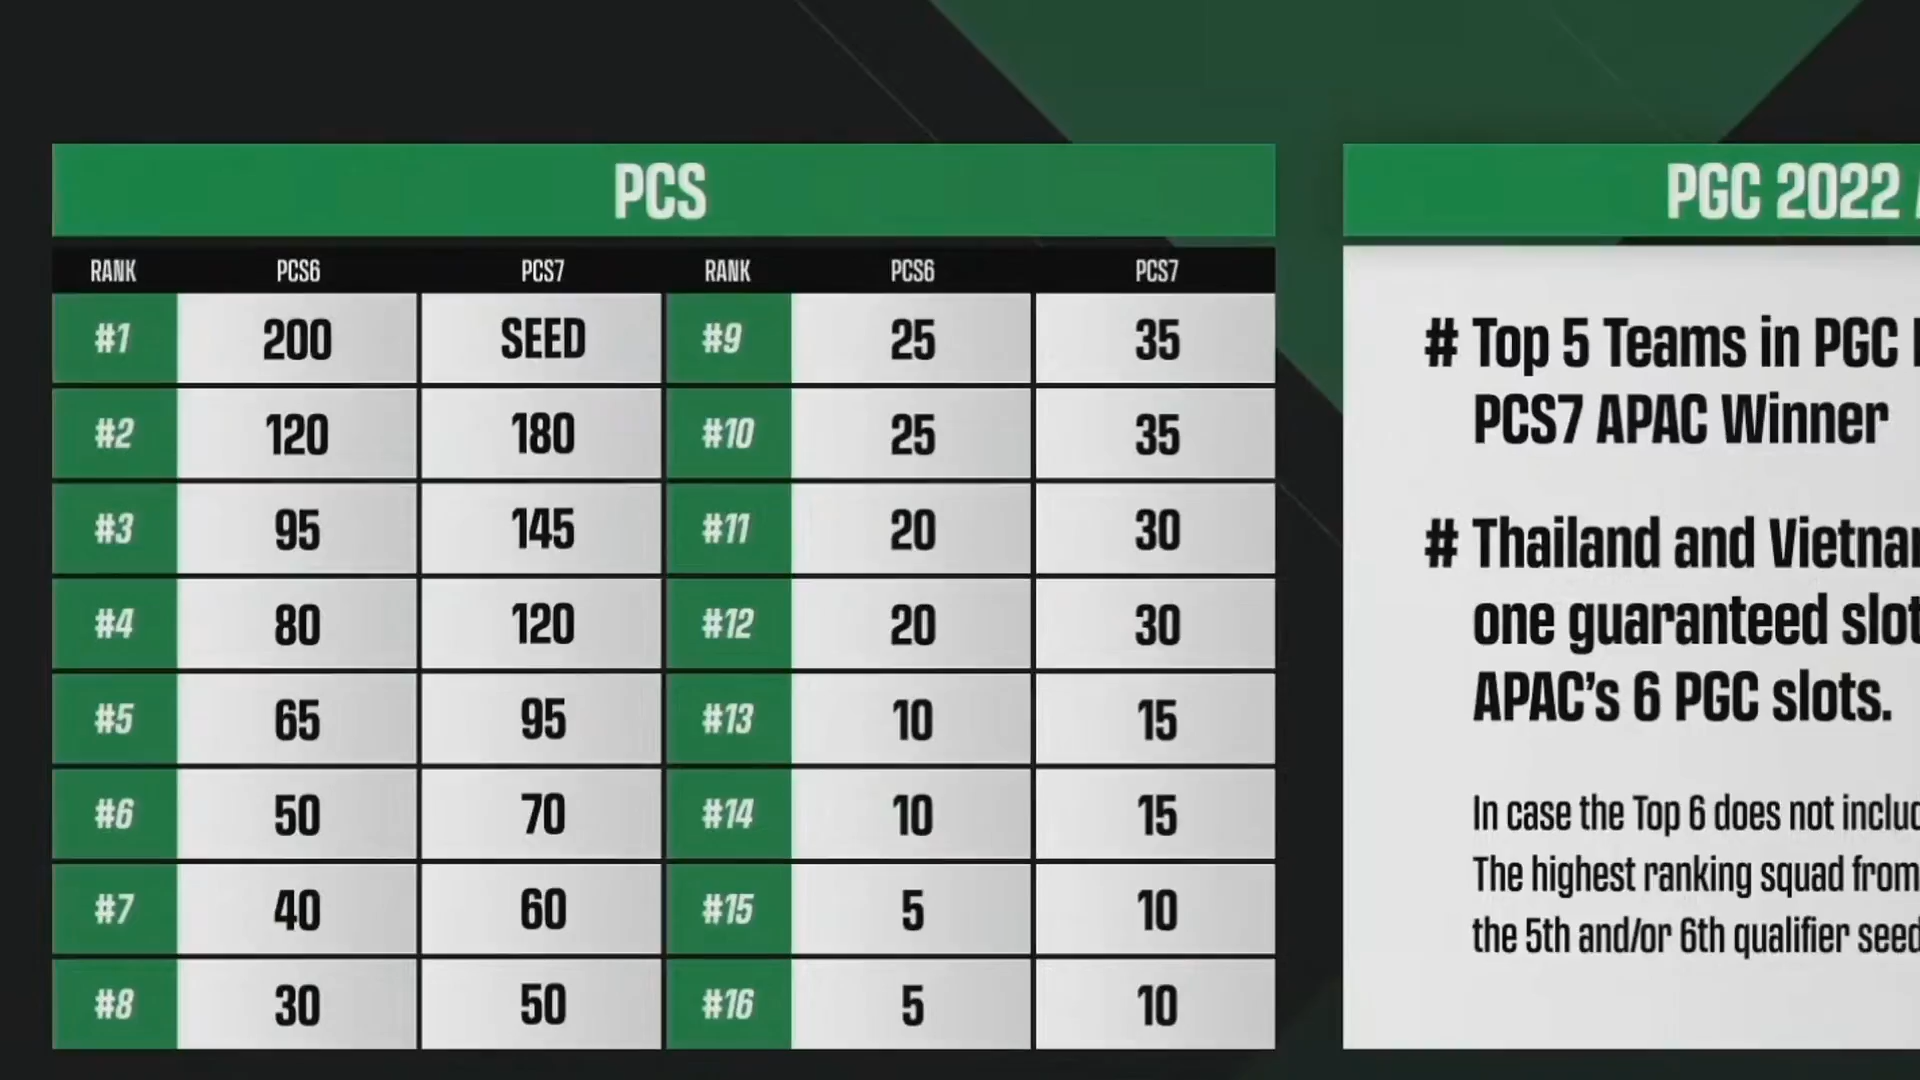 PCS
RANK PCS6 PCS7 RANK PCS6 PCS7
#1 200 SEED #9 25 35
#2 120 180 #10 25 35
#3 95 145 #11 20 30
#4 80 120 #12 20 30
#5 65 95 #13 10 15
#6 50 70 #14 10 15
#7 40 60 #15 5 10
#8 30 50 #16 5 10
PGC 2022
# Top 5 Teams in PGC
PCS7 APAC Winner
# Thailand and
one guaranteed
APAC’s 6 PGC slots.
In case the Top 6 does not
The highest ranking squad from
the 5th and/or 6th qualifier